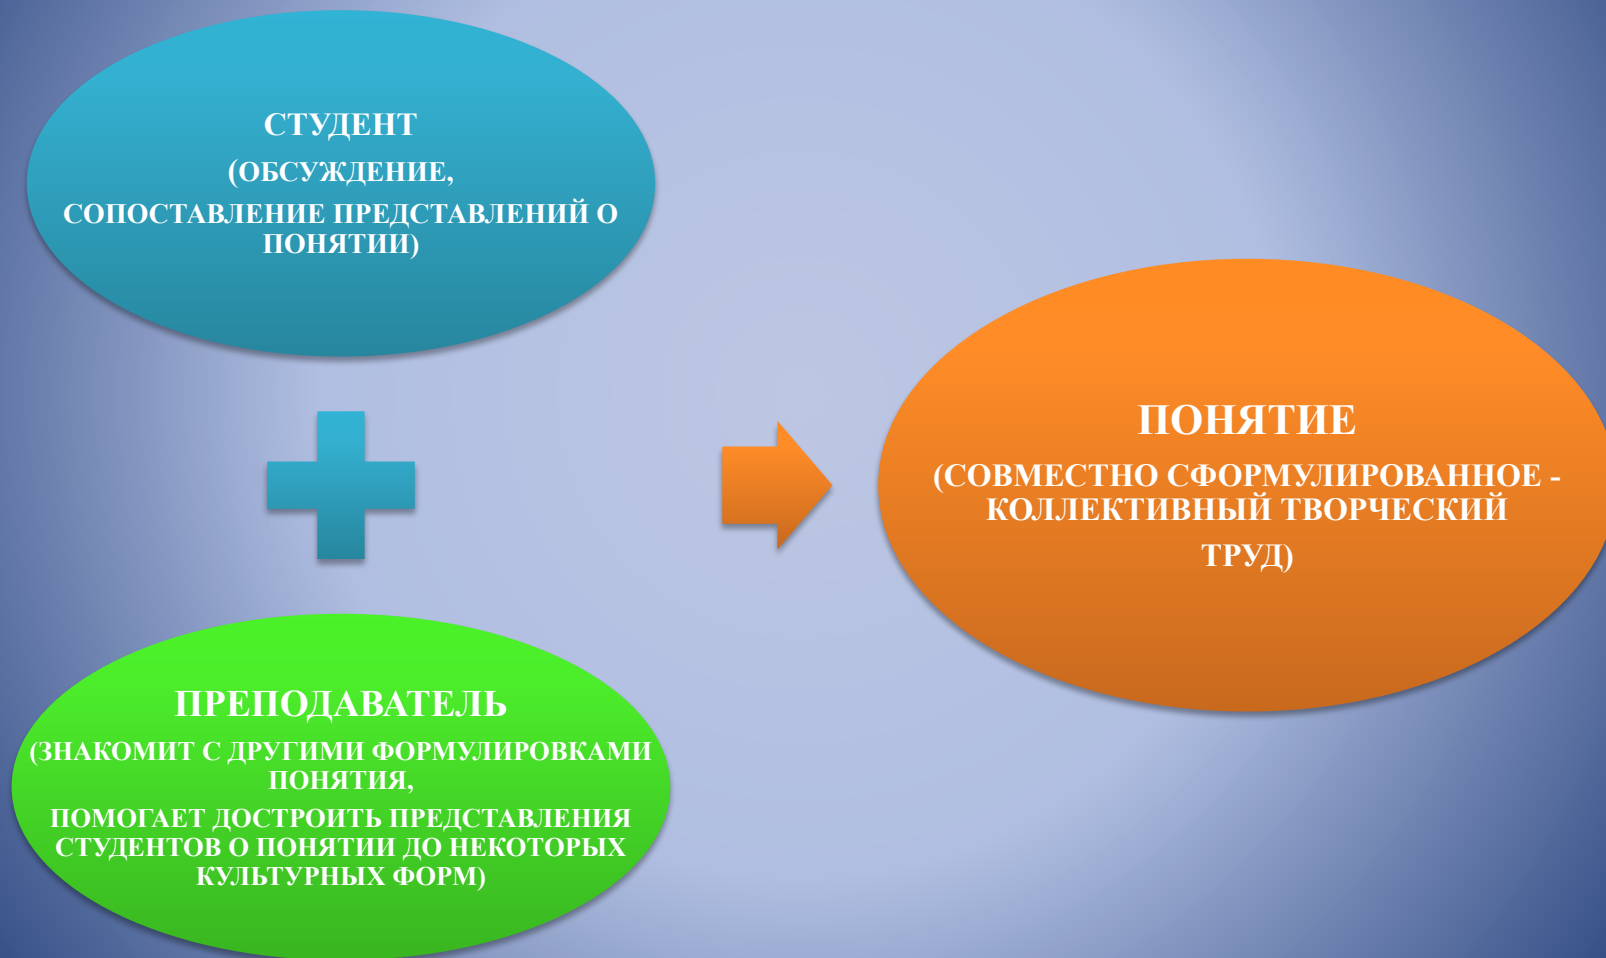 СТУДЕНТ
(ОБСУЖДЕНИЕ,
СОПОСТАВЛЕНИЕ ПРЕДСТАВЛЕНИЙ О
ПОНЯТИИ)
ПРЕПОДАВАТЕЛЬ
(ЗНАКОМИТ С ДРУГИМИ ФОРМУЛИРОВКАМИ
ПОНЯТИЯ,
ПОМОГАЕТ ДОСТРОИТЬ ПРЕДСТАВЛЕНИЯ
СТУДЕНТОВ О ПОНЯТИИ ДО НЕКОТОРЫХ
КУЛЬТУРНЫХ ФОРМ)
ПОНЯТИЕ
(СОВМЕСТНО СФОРМУЛИРОВАННОЕ -
КОЛЛЕКТИВНЫЙ ТВОРЧЕСКИЙ
ТРУД)